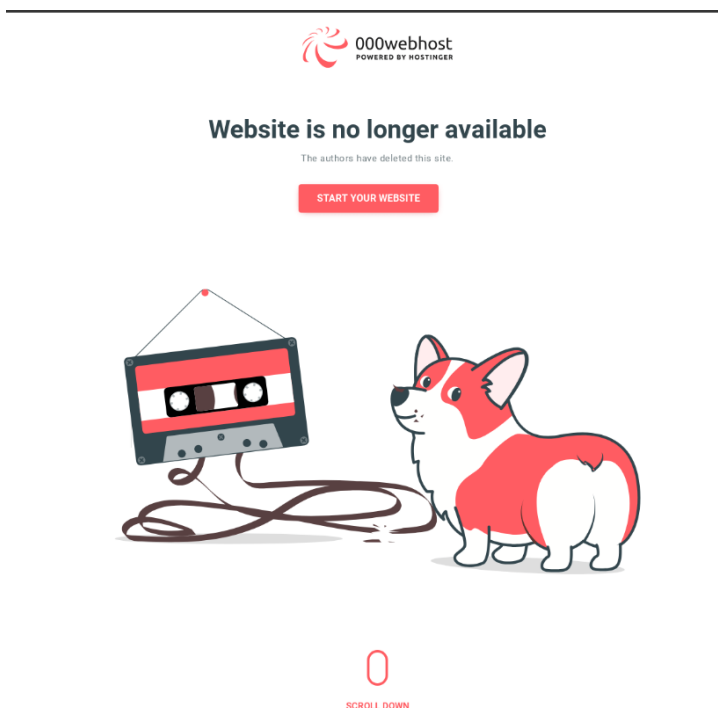 000webhost
POWERED BY HOSTINGER
Website is no longer available
The authors have deleted this site.
START YOUR WEBSITE
SCROLL DOWN